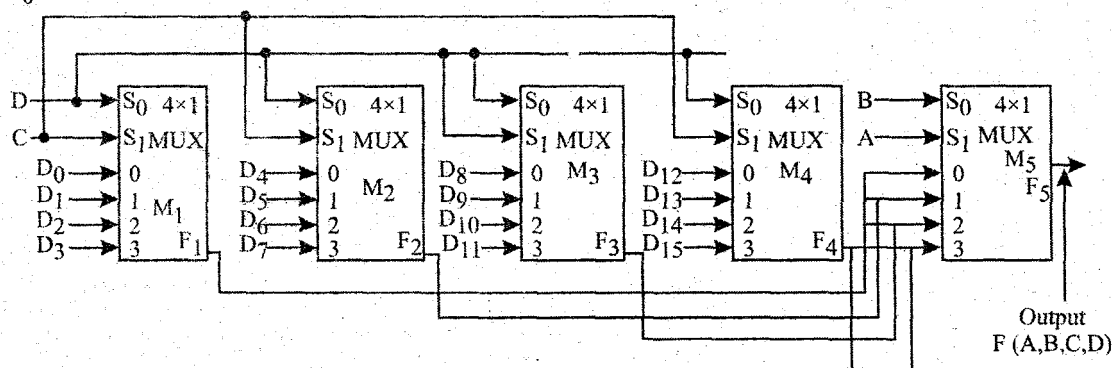 D S₀ 4×1
C S₁ MUX
D₀ 0
D₁ 1 M₁
D₂ 2
D₃ 3 F₁
S₀ 4×1
S₁ MUX
D₄ 0
D₅ 1 M₂
D₆ 2
D₇ 3 F₂
S₀ 4×1
S₁ MUX
D₈ 0 M₃
D₉ 1
D₁₀ 2
D₁₁ 3 F₃
S₀ 4×1
S₁ MUX
D₁₂ 0 M₄
D₁₃ 1
D₁₄ 2
D₁₅ 3 F₄
B S₀ 4×1
A S₁ MUX
0 M₅
1 F₅
2
3
Output
F (A,B,C,D)